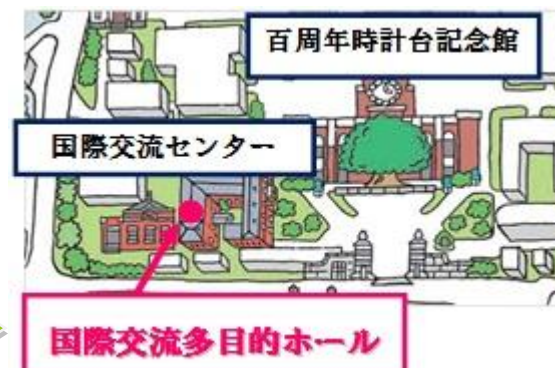 百周年時計台記念館
国際交流センター
国際交流多目的ホール